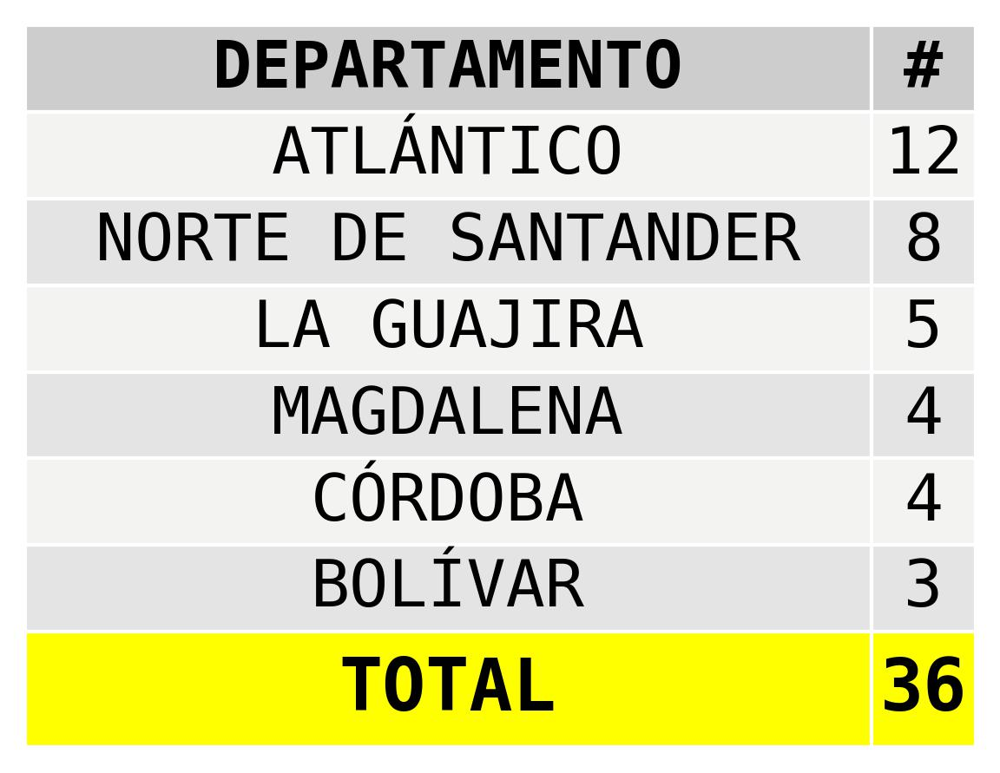 DEPARTAMENTO #
ATLÁNTICO 12
NORTE DE SANTANDER 8
LA GUAJIRA 5
MAGDALENA 4
CÓRDOBA 4
BOLÍVAR 3
TOTAL 36